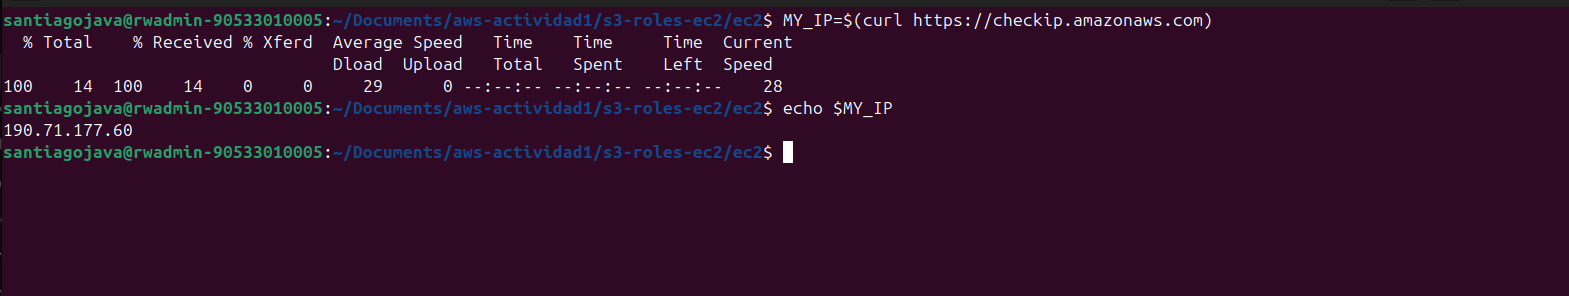 santiagojava@rwadmin-90533010005:~/Documents/aws-actividad1/s3-roles-ec2/ec2$ MY_IP=$(curl https://checkip.amazonaws.com)
  % Total    % Received % Xferd  Average Speed   Time    Time     Time  Current
                                 Dload  Upload   Total   Spent    Left  Speed
100    14  100    14    0     0     29      0 --:--:-- --:--:-- --:--:--    28
santiagojava@rwadmin-90533010005:~/Documents/aws-actividad1/s3-roles-ec2/ec2$ echo $MY_IP
190.71.177.60
santiagojava@rwadmin-90533010005:~/Documents/aws-actividad1/s3-roles-ec2/ec2$